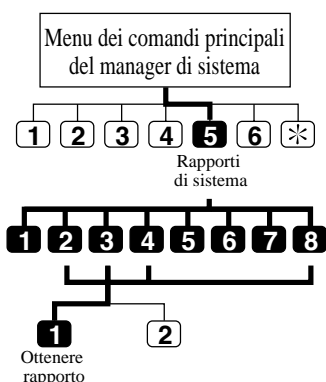 Menu dei comandi principali
del manager di sistema
1 2 3 4 5 6 *
Rapporti
di sistema
1 2 3 4 5 6 7 8
1 2
Ottenere
rapporto